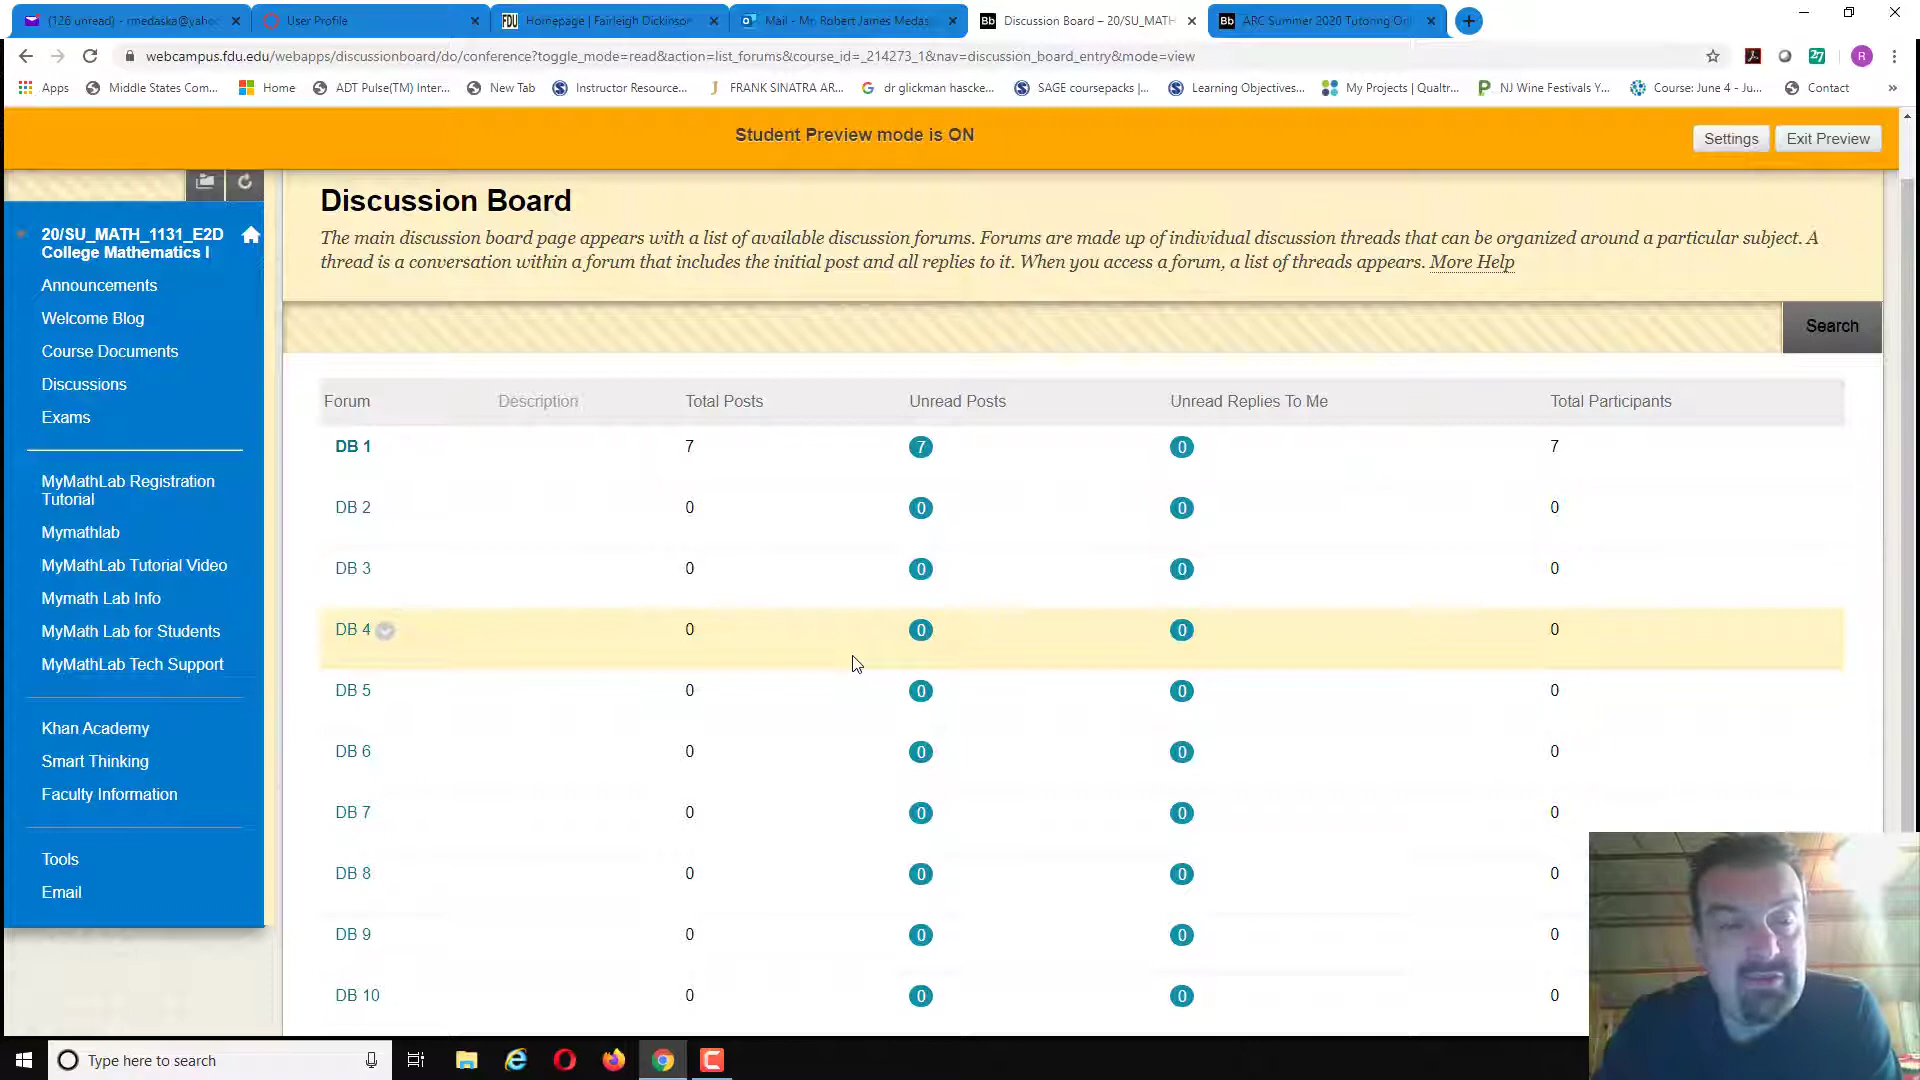 (126 unread) - rmedaska@yaho
User Profile
FDU Homepage | Fairleigh Dickinson
Mail - Mr. Robert James Medas
Bb Discussion Board – 20/SU_MATH
Bb ARC Summer 2020 Tutoring Onl
webcampus.fdu.edu/webapps/discussionboard/do/conference?toggle_mode=read&action=list_forums&course_id=_214273_1&nav=discussion_board_entry&mode=view
27
R
Apps
Middle States Com...
Home
ADT Pulse(TM) Inter...
New Tab
Instructor Resource...
FRANK SINATRA AR...
dr glickman hascke...
SAGE coursepacks |...
Learning Objectives...
My Projects | Qualtr...
NJ Wine Festivals Y...
Course: June 4 - Ju...
Contact
»
Student Preview mode is ON
Settings
Exit Preview
20/SU_MATH_1131_E2D
College Mathematics I
Announcements
Welcome Blog
Course Documents
Discussions
Exams
MyMathLab Registration
Tutorial
Mymathlab
MyMathLab Tutorial Video
Mymath Lab Info
MyMath Lab for Students
MyMathLab Tech Support
Khan Academy
Smart Thinking
Faculty Information
Tools
Email
Discussion Board
The main discussion board page appears with a list of available discussion forums. Forums are made up of individual discussion threads that can be organized around a particular subject. A
thread is a conversation within a forum that includes the initial post and all replies to it. When you access a forum, a list of threads appears. More Help
Search
Forum Description Total Posts Unread Posts Unread Replies To Me Total Participants
DB 1 7 7 0 7
DB 2 0 0 0 0
DB 3 0 0 0 0
DB 4 0 0 0 0
DB 5 0 0 0 0
DB 6 0 0 0 0
DB 7 0 0 0 0
DB 8 0 0 0 0
DB 9 0 0 0 0
DB 10 0 0 0 0
Type here to search